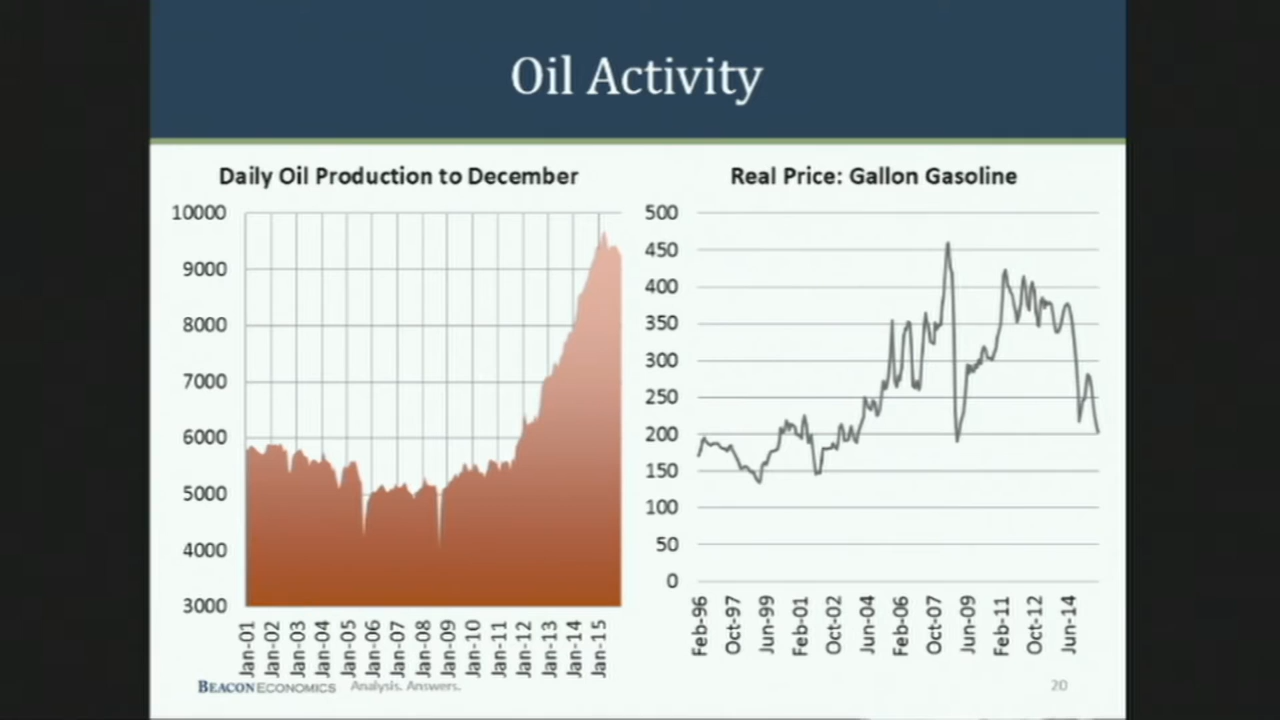 Oil Activity
Daily Oil Production to December
10000
9000
8000
7000
6000
5000
4000
3000
Jan-01
Jan-02
Jan-03
Jan-04
Jan-05
Jan-06
Jan-07
Jan-08
Jan-09
Jan-10
Jan-11
Jan-12
Jan-13
Jan-14
Jan-15
Real Price: Gallon Gasoline
500
450
400
350
300
250
200
150
100
50
0
Feb-96
Oct-97
Jun-99
Feb-01
Oct-02
Jun-04
Feb-06
Oct-07
Jun-09
Feb-11
Oct-12
Jun-14
BEACON ECONOMICS Analysis. Answers.
20